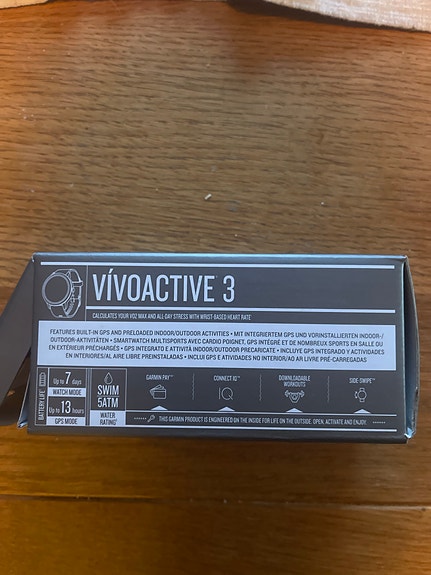 VÍVOACTIVE® 3
CALCULATES YOUR VO2 MAX AND ALL-DAY STRESS WITH WRIST-BASED HEART RATE
FEATURES BUILT-IN GPS AND PRELOADED INDOOR/OUTDOOR ACTIVITIES • MIT INTEGRIERTEM GPS UND VORINSTALLIERTEN INDOOR-/
OUTDOOR-AKTIVITÄTEN • SMARTWATCH MULTISPORTS AVEC CARDIO POIGNET, GPS INTÉGRÉ ET DE NOMBREUX SPORTS EN SALLE OU
EN EXTÉRIEUR PRÉCHARGÉS • GPS INTEGRATO E ATTIVITÀ INDOOR/OUTDOOR PRECARICATE • INCLUYE GPS INTEGRADO Y ACTIVIDADES
EN INTERIORES/AL AIRE LIBRE PREINSTALADAS • INCLUI GPS E ATIVIDADES NO INTERIOR/AO AR LIVRE PRÉ-CARREGADAS
BATTERY LIFE
Up to 7 days
WATCH MODE
Up to 13 hours
GPS MODE
SWIM
5ATM
WATER
RATING
GARMIN PAY™
CONNECT IQ™
DOWNLOADABLE
WORKOUTS
SIDE-SWIPE™
THIS GARMIN PRODUCT IS ENGINEERED ON THE INSIDE FOR LIFE ON THE OUTSIDE. OPEN, ACTIVATE AND ENJOY.